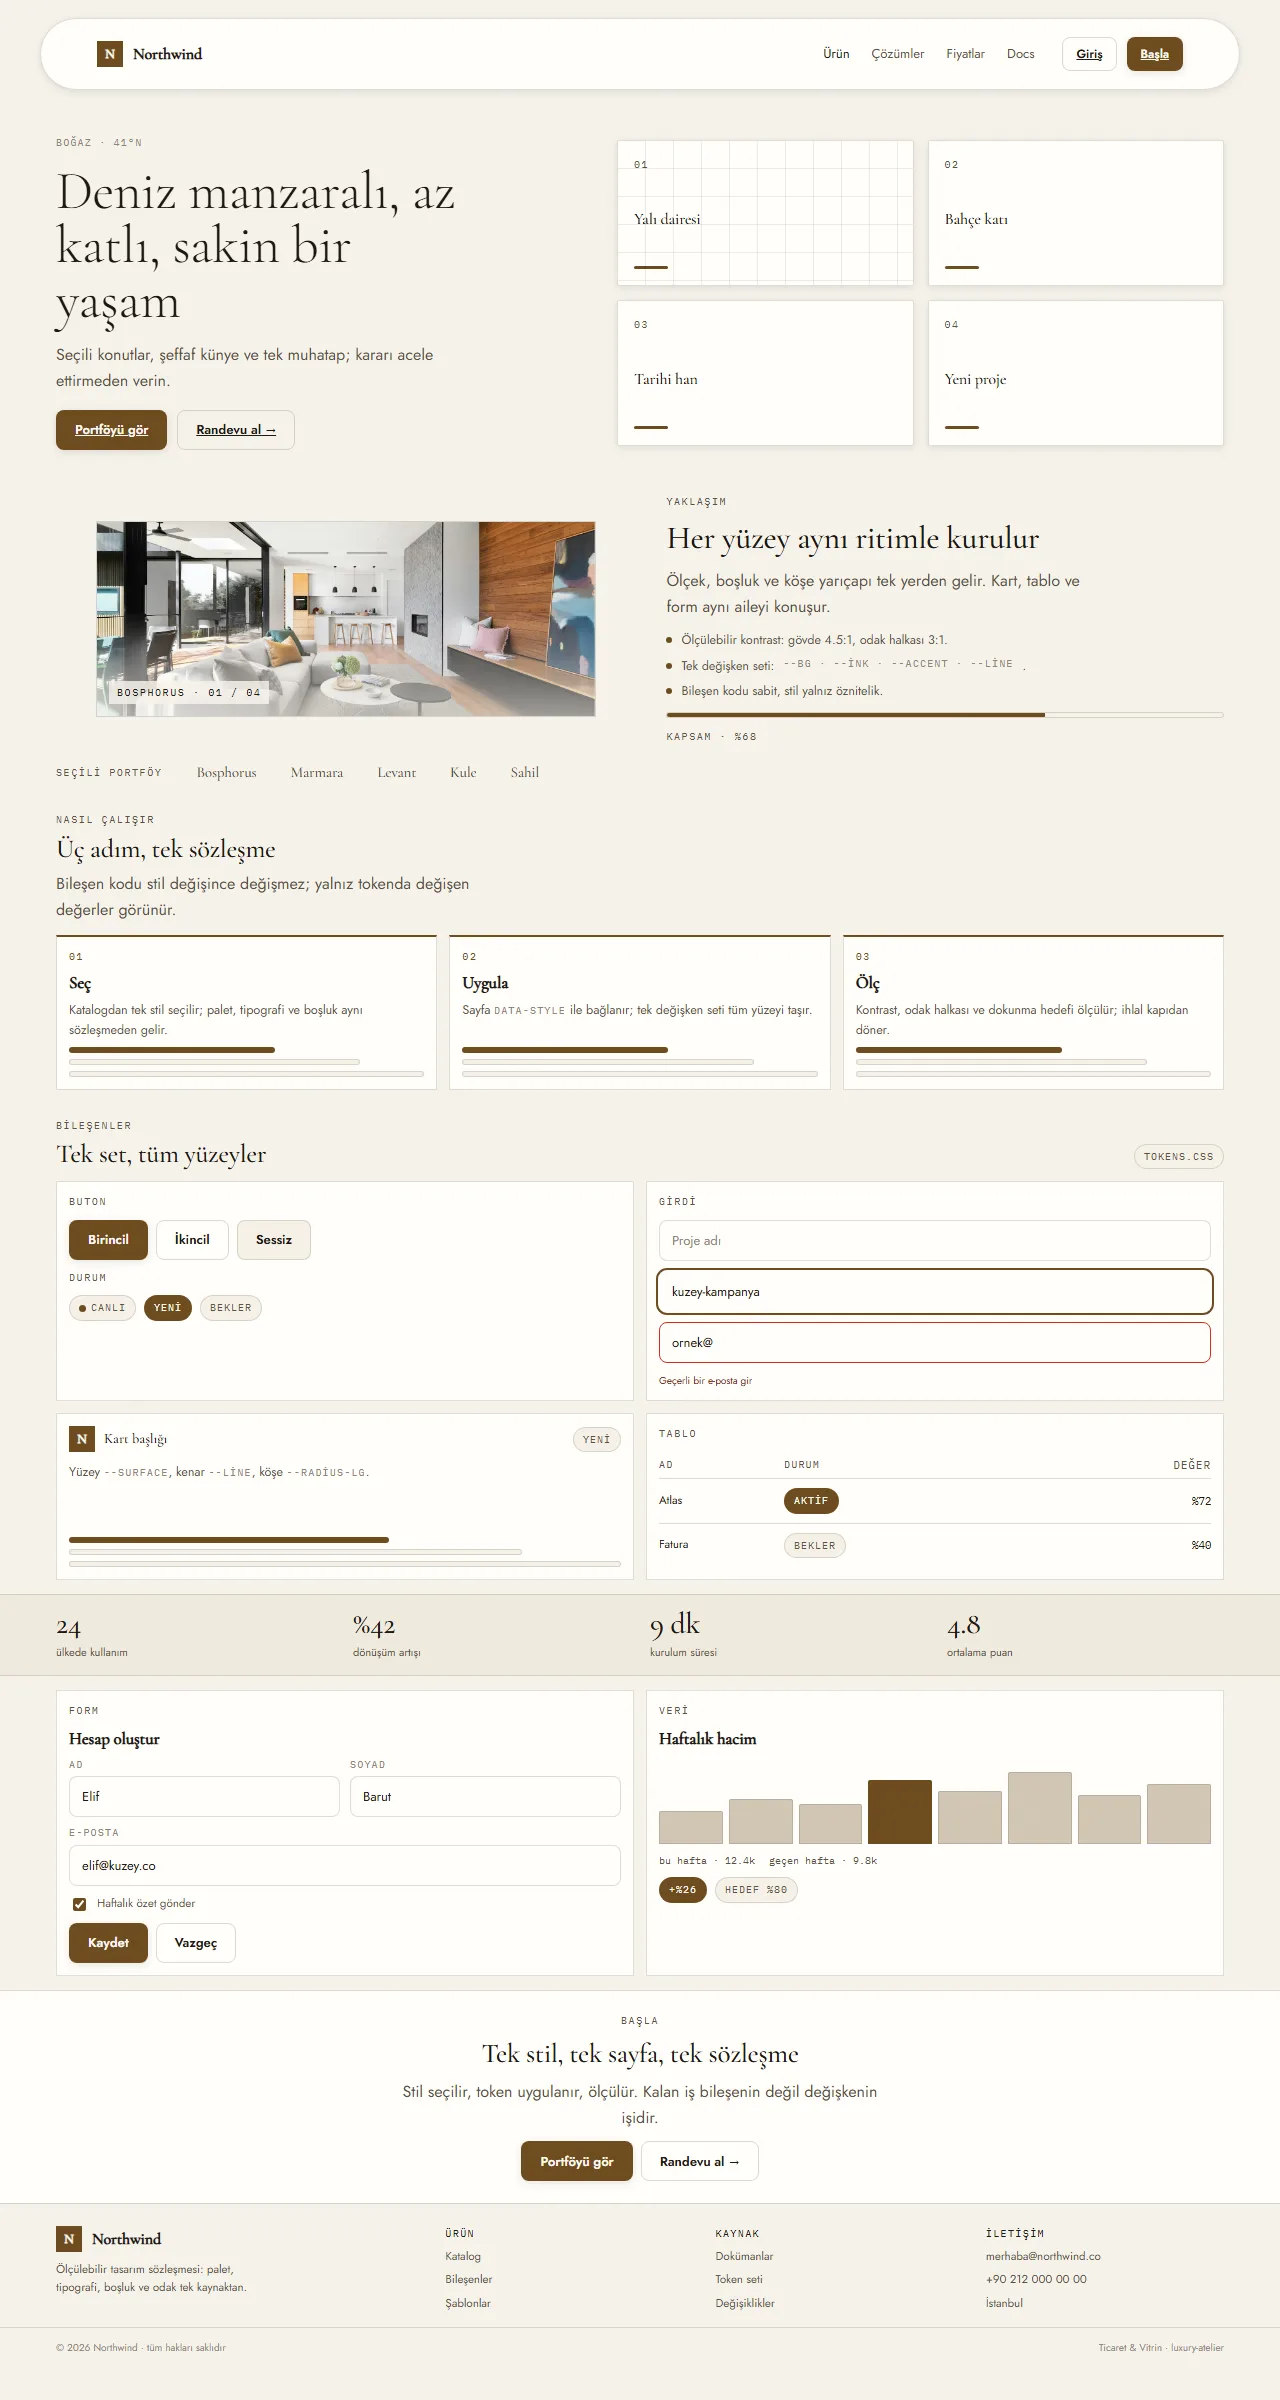 N Northwind
Ürün Çözümler Fiyatlar Docs Giriş Başla
BOĞAZ · 41°N
Deniz manzaralı, az
katlı, sakin bir
yaşam
Seçili konutlar, şeffaf künye ve tek muhatap; kararı acele
ettirmeden verin.
Portföyü gör Randevu al →
01
Yalı dairesi
02
Bahçe katı
03
Tarihi han
04
Yeni proje
BOSPHORUS · 01 / 04
YAKLAŞIM
Her yüzey aynı ritimle kurulur
Ölçek, boşluk ve köşe yarıçapı tek yerden gelir. Kart, tablo ve
form aynı aileyi konuşur.
Ölçülebilir kontrast: gövde 4.5:1, odak halkası 3:1.
Tek değişken seti: --BG · --İNK · --ACCENT · --LİNE .
Bileşen kodu sabit, stil yalnız öznitelik.
KAPSAM · %68
SEÇİLİ PORTFÖY Bosphorus Marmara Levant Kule Sahil
NASIL ÇALIŞIR
Üç adım, tek sözleşme
Bileşen kodu stil değişince değişmez; yalnız tokenda değişen
değerler görünür.
01
Seç
Katalogdan tek stil seçilir; palet, tipografi ve boşluk aynı
sözleşmeden gelir.
02
Uygula
Sayfa DATA-STYLE ile bağlanır; tek değişken seti tüm yüzeyi taşır.
03
Ölç
Kontrast, odak halkası ve dokunma hedefi ölçülür; ihlal kapıdan
döner.
BİLEŞENLER
Tek set, tüm yüzeyler
TOKENS.CSS
BUTON
Birincil İkincil Sessiz
DURUM
CANLI YENİ BEKLER
GİRDİ
Proje adı
kuzey-kampanya
ornek@
Geçerli bir e-posta gir
N Kart başlığı YENİ
Yüzey --SURFACE, kenar --LİNE, köşe --RADİUS-LG.
TABLO
AD DURUM DEĞER
Atlas AKTİF %72
Fatura BEKLER %40
24
ülkede kullanım
%42
dönüşüm artışı
9 dk
kurulum süresi
4.8
ortalama puan
FORM
Hesap oluştur
AD SOYAD
Elif Barut
E-POSTA
elif@kuzey.co
Haftalık özet gönder
Kaydet Vazgeç
VERİ
Haftalık hacim
bu hafta · 12.4k geçen hafta · 9.8k
+%26 HEDEF %80
BAŞLA
Tek stil, tek sayfa, tek sözleşme
Stil seçilir, token uygulanır, ölçülür. Kalan iş bileşenin değil değişkenin
işidir.
Portföyü gör Randevu al →
N Northwind
Ölçülebilir tasarım sözleşmesi: palet,
tipografi, boşluk ve odak tek kaynaktan.
ÜRÜN
Katalog
Bileşenler
Şablonlar
KAYNAK
Dokümanlar
Token seti
Değişiklikler
İLETİŞİM
merhaba@northwind.co
+90 212 000 00 00
İstanbul
© 2026 Northwind · tüm hakları saklıdır
Ticaret & Vitrin · luxury-atelier